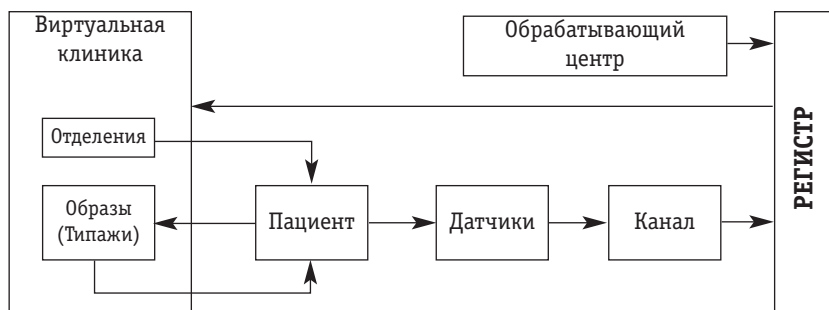 Виртуальная
клиника
Обрабатывающий
центр
Отделения
Образы
(Типажи)
Пациент
Датчики
Канал
РЕГИСТР